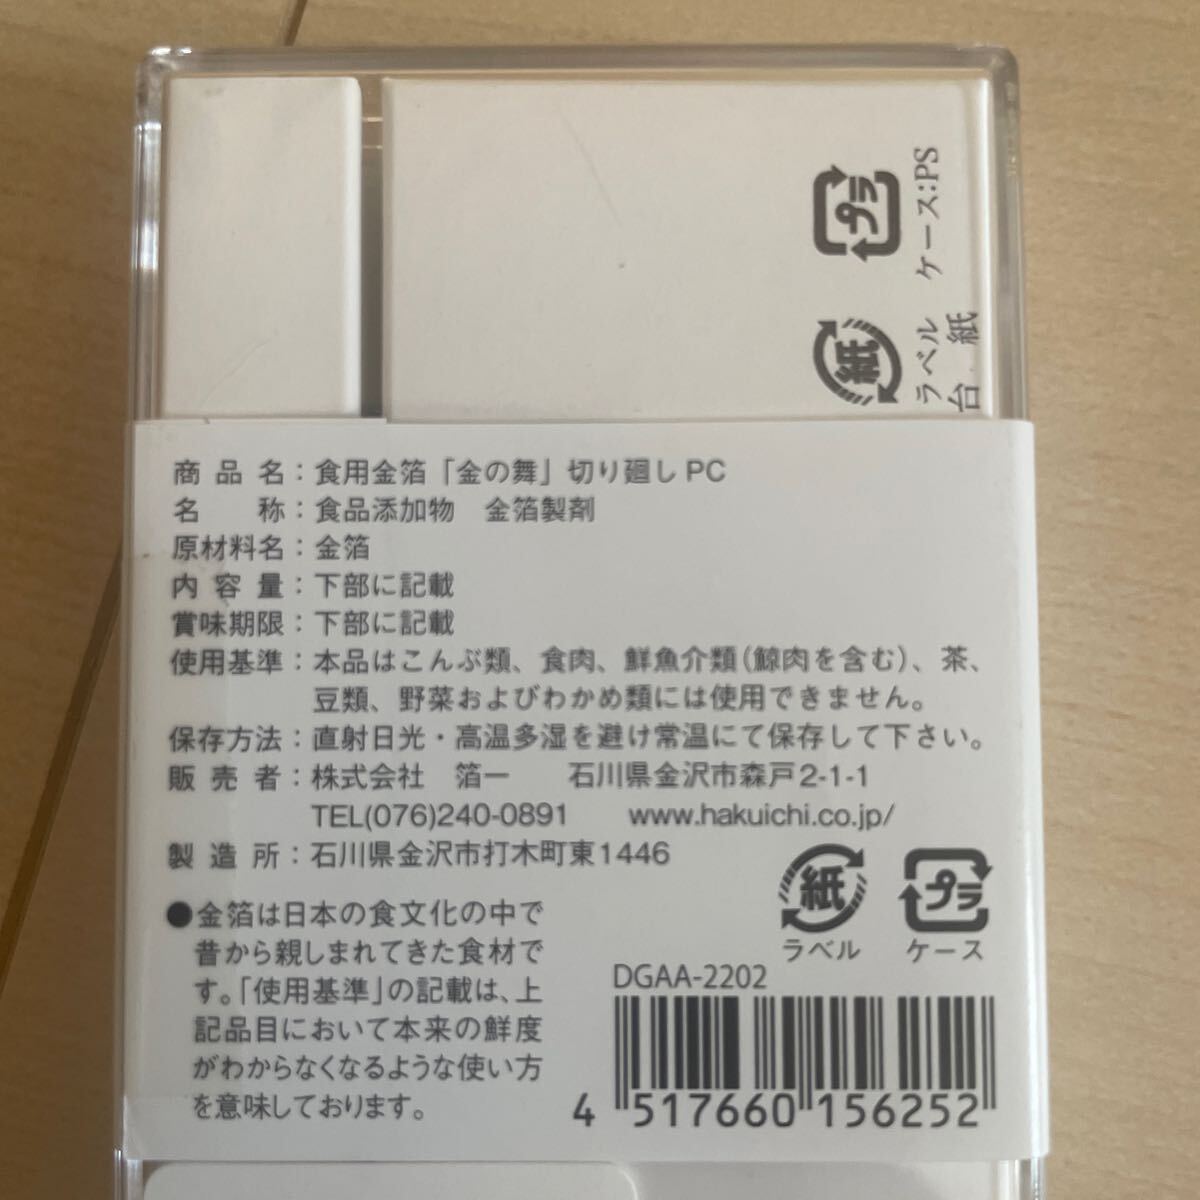 プラ
ケース:PS
紙
ラベル
台 紙
商品名：食用金箔「金の舞」切り廻しPC
名　称：食品添加物　金箔製剤
原材料名：金箔
内容量：下部に記載
賞味期限：下部に記載
使用基準：本品はこんぶ類、食肉、鮮魚介類(鯨肉を含む)、茶、
豆類、野菜およびわかめ類には使用できません。
保存方法：直射日光・高温多湿を避け常温にて保存して下さい。
販売者：株式会社　箔一　石川県金沢市森戸2-1-1
TEL(076)240-0891　www.hakuichi.co.jp/
製造所：石川県金沢市打木町東1446
紙 プラ
ラベル ケース
●金箔は日本の食文化の中で
昔から親しまれてきた食材で
す。「使用基準」の記載は、上
記品目において本来の鮮度
がわからなくなるような使い方
を意味しております。
DGAA-2202
4 517660 156252